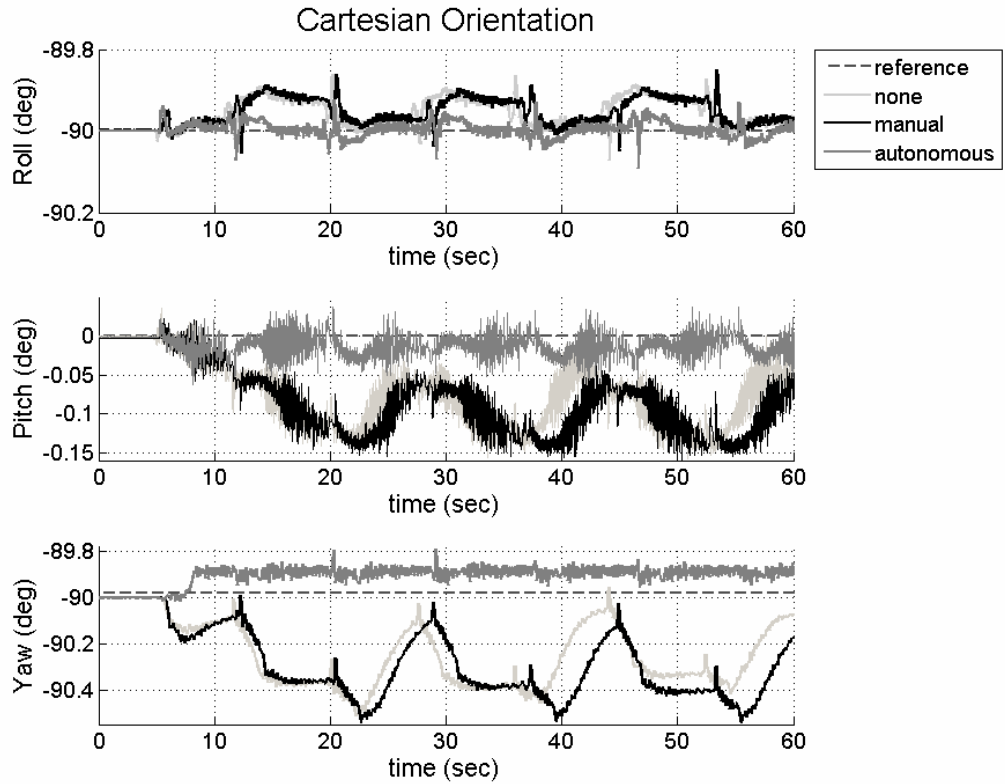 Cartesian Orientation
Roll (deg)
-89.8
-90
-90.2
0 10 20 30 40 50 60
time (sec)
reference
none
manual
autonomous
Pitch (deg)
0
-0.05
-0.1
-0.15
0 10 20 30 40 50 60
time (sec)
Yaw (deg)
-89.8
-90
-90.2
-90.4
0 10 20 30 40 50 60
time (sec)